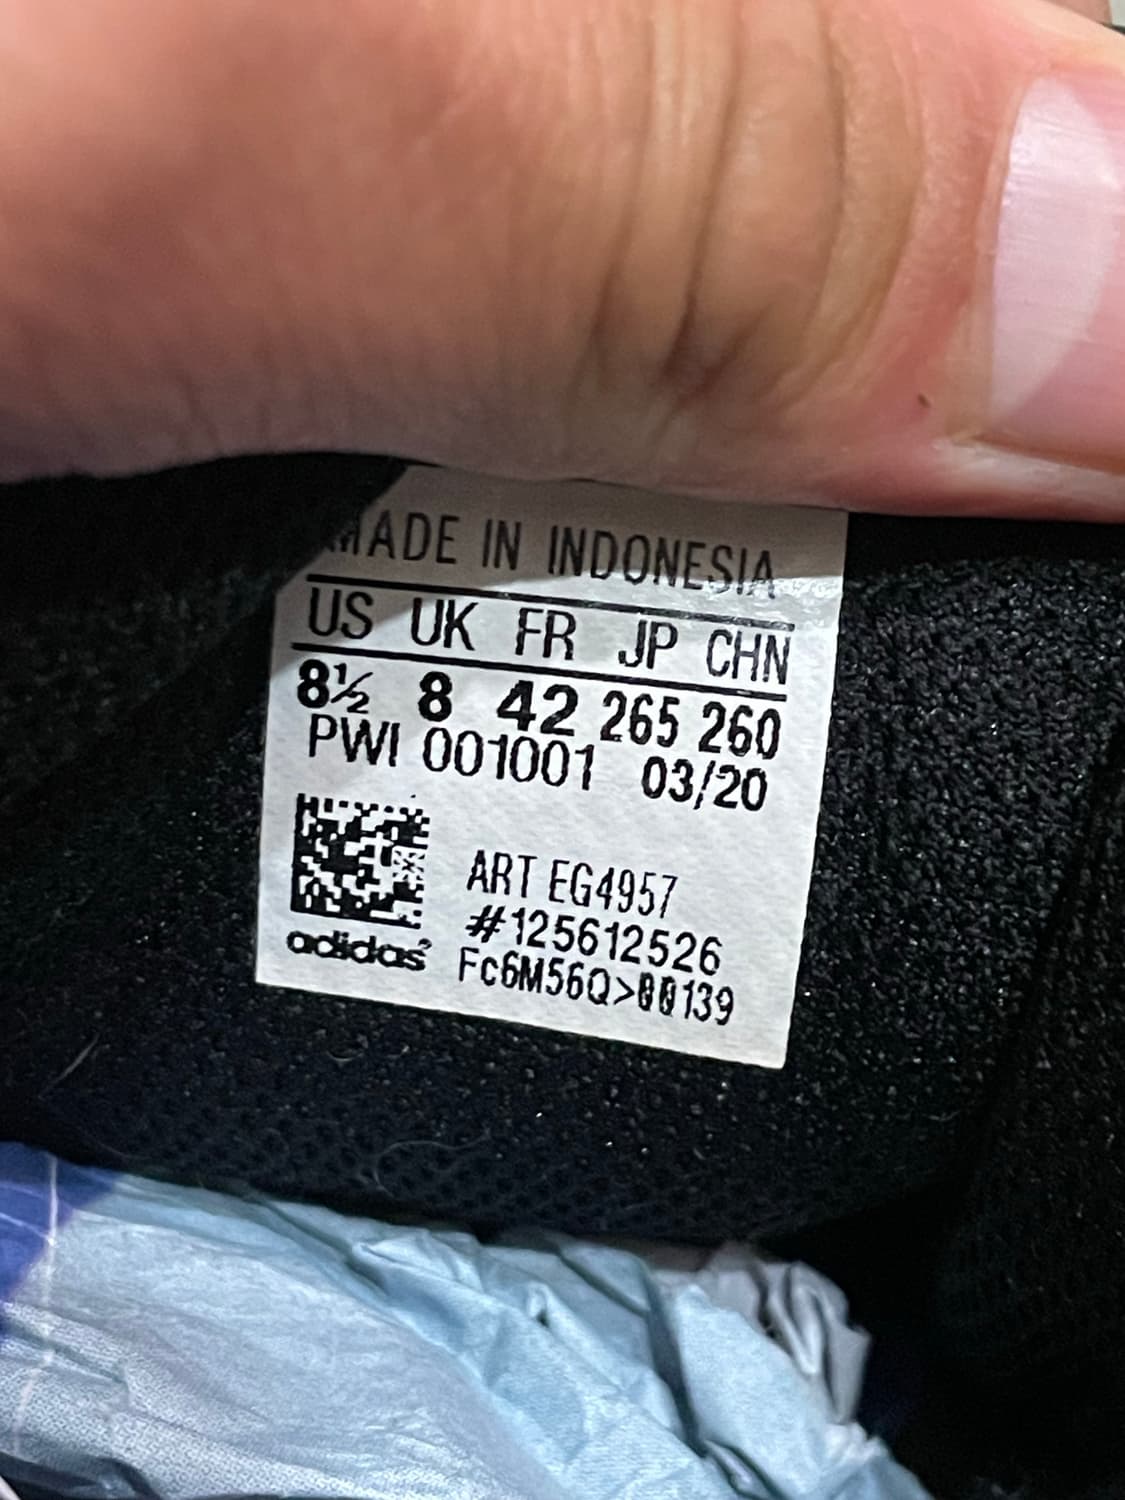 MADE IN INDONESIA
US UK FR JP CHN
8½ 8 42 265 260
PWI 001001 03/20
ART EG4957
#125612526
adidas
Fc6M56Q>00139